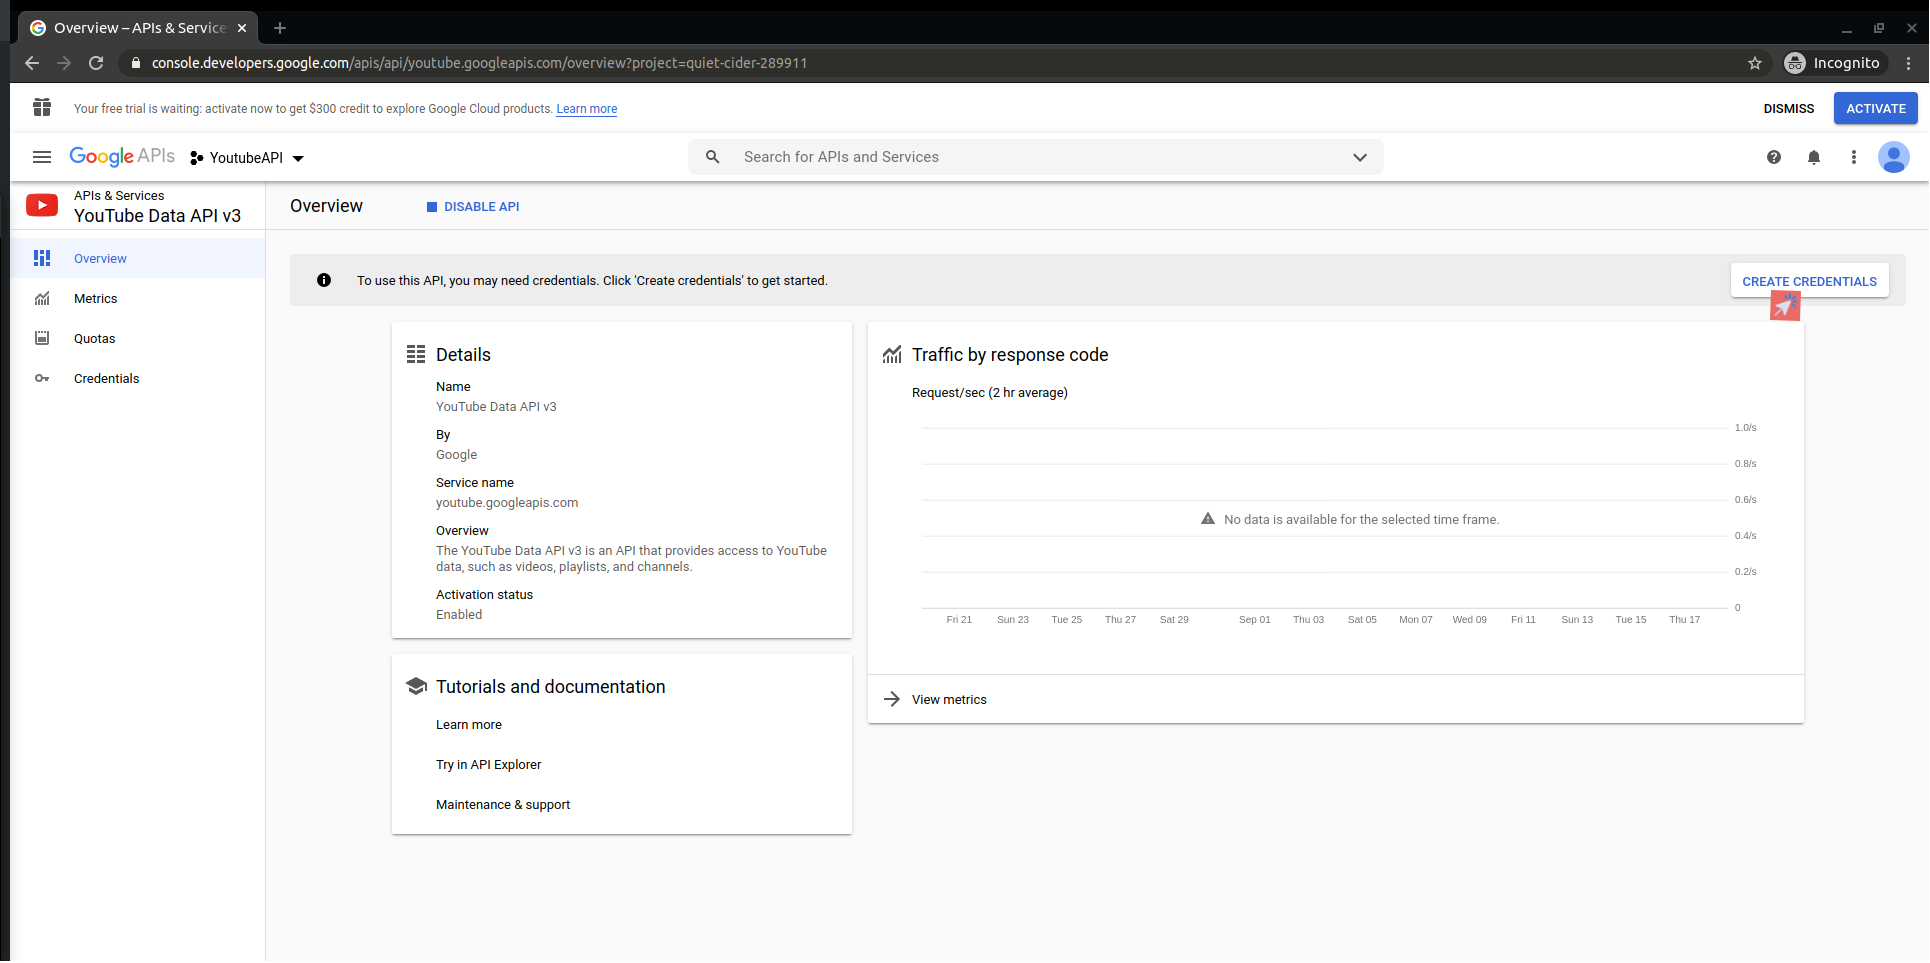 Overview – APIs & Service
console.developers.google.com/apis/api/youtube.googleapis.com/overview?project=quiet-cider-289911
Incognito
Your free trial is waiting: activate now to get $300 credit to explore Google Cloud products. Learn more
DISMISS
ACTIVATE
Google APIs
YoutubeAPI
Search for APIs and Services
APIs & Services
YouTube Data API v3
Overview
DISABLE API
Overview
Metrics
Quotas
Credentials
To use this API, you may need credentials. Click 'Create credentials' to get started.
CREATE CREDENTIALS
Details
Name
YouTube Data API v3
By
Google
Service name
youtube.googleapis.com
Overview
The YouTube Data API v3 is an API that provides access to YouTube
data, such as videos, playlists, and channels.
Activation status
Enabled
Tutorials and documentation
Learn more
Try in API Explorer
Maintenance & support
Traffic by response code
Request/sec (2 hr average)
1.0/s
0.8/s
0.6/s
No data is available for the selected time frame.
0.4/s
0.2/s
0
Fri 21 Sun 23 Tue 25 Thu 27 Sat 29 Sep 01 Thu 03 Sat 05 Mon 07 Wed 09 Fri 11 Sun 13 Tue 15 Thu 17
View metrics